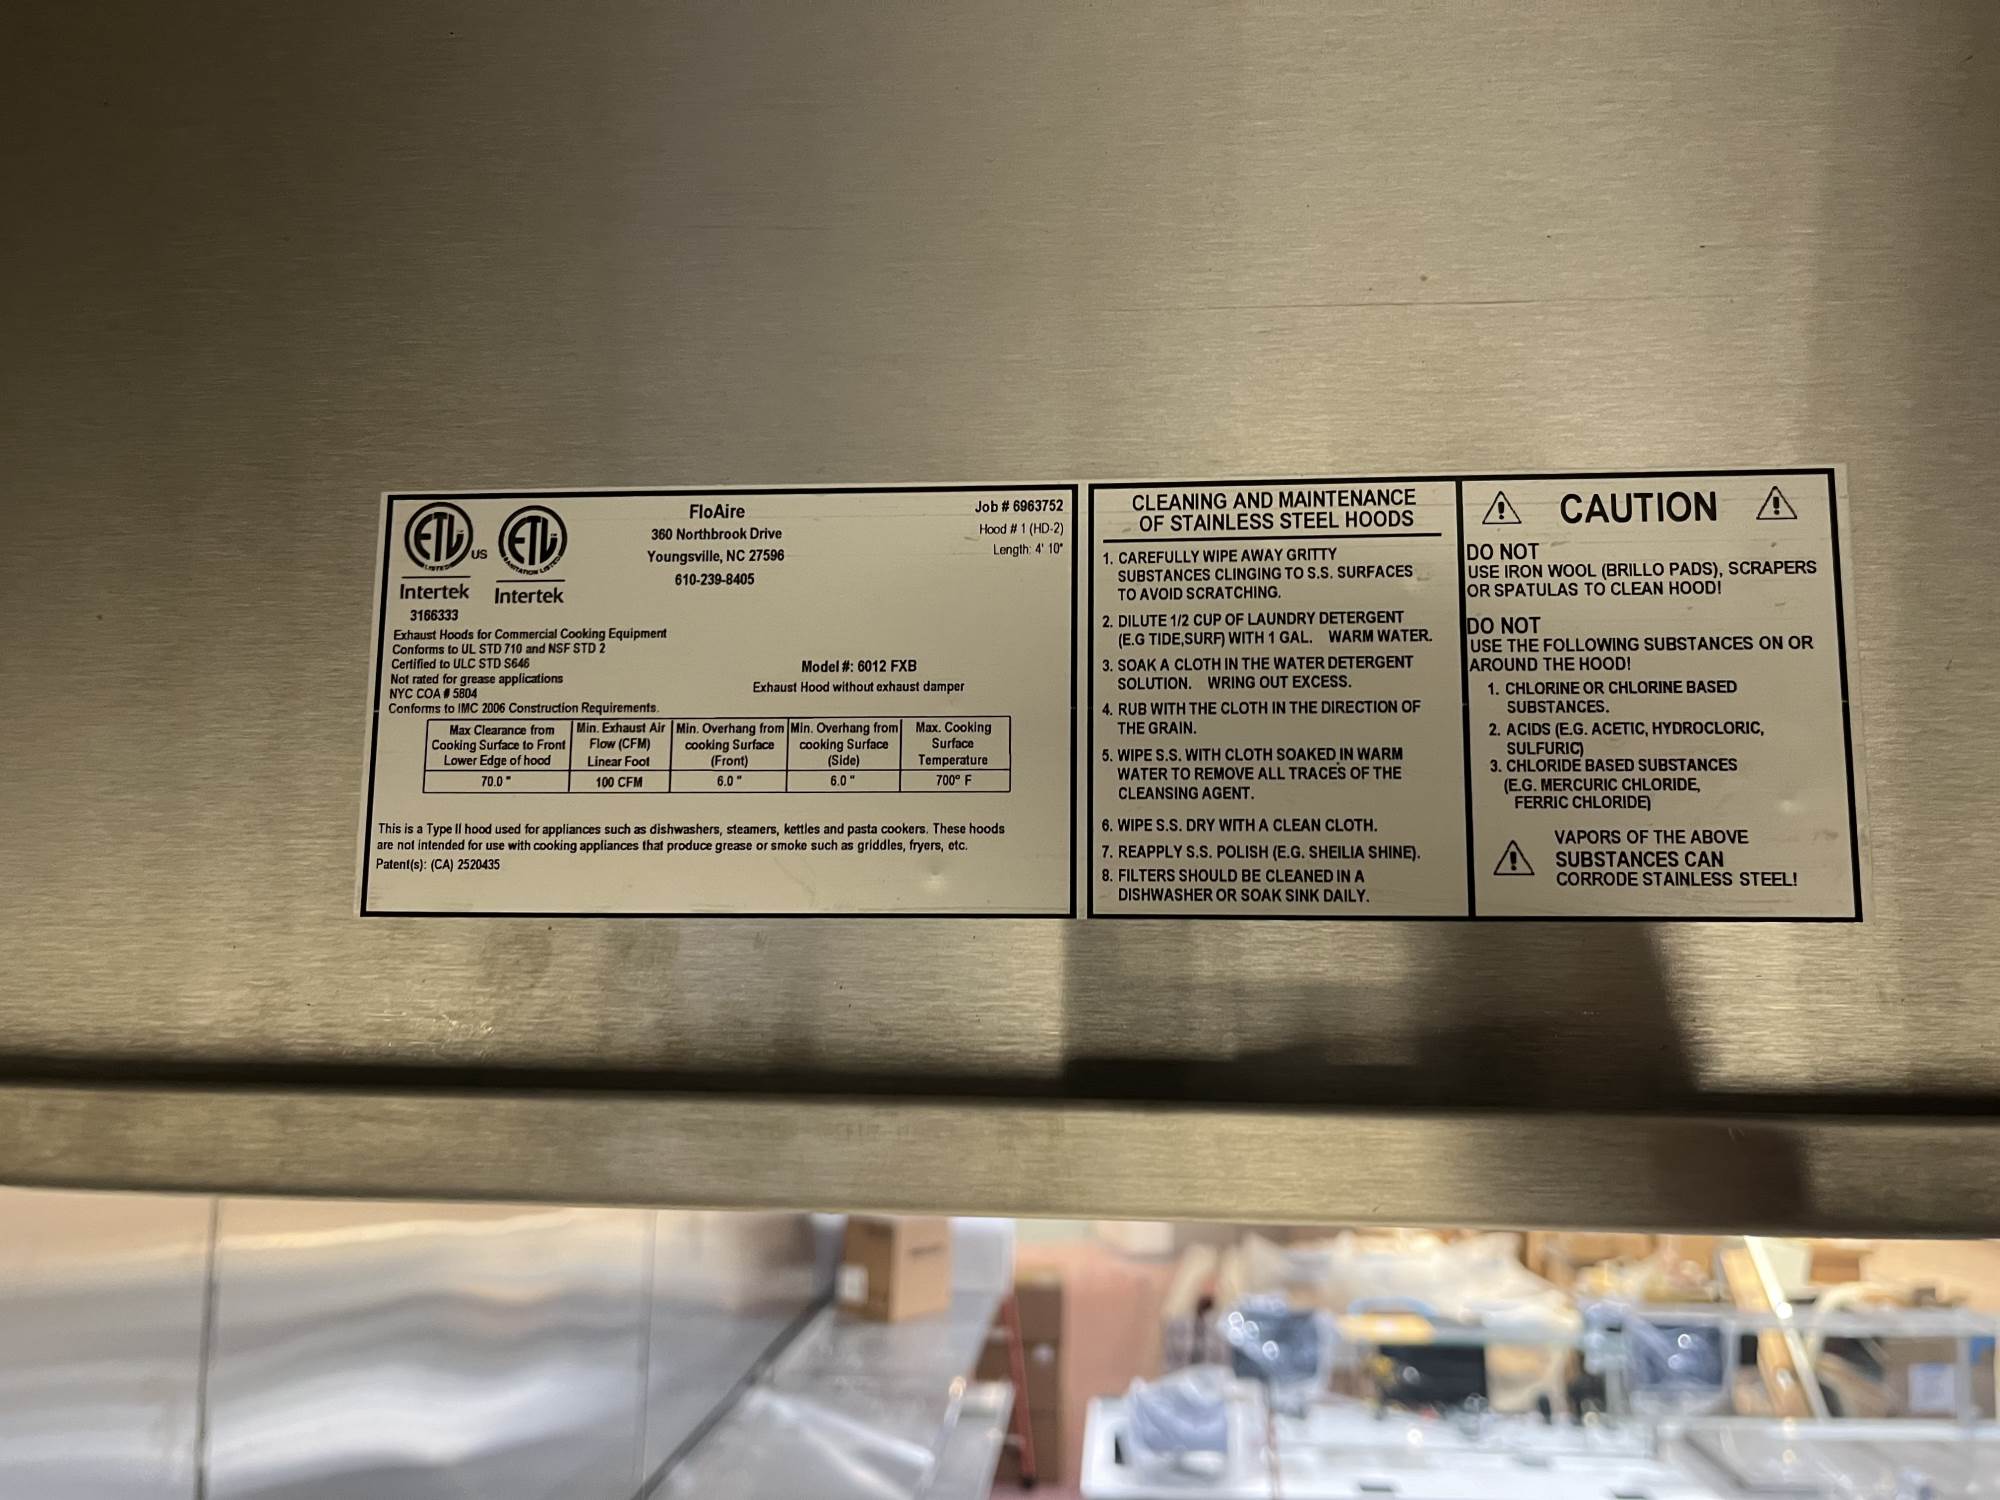 ETL
LISTED
US
Intertek
3166333
ETL
SANITATION LISTED
Intertek
FloAire
360 Northbrook Drive
Youngsville, NC 27596
610-239-8405
Job # 6963752
Hood # 1 (HD-2)
Length: 4' 10"
Exhaust Hoods for Commercial Cooking Equipment
Conforms to UL STD 710 and NSF STD 2
Certified to ULC STD S646
Not rated for grease applications
NYC COA # 5804
Conforms to IMC 2006 Construction Requirements.
Model #: 6012 FXB
Exhaust Hood without exhaust damper
Max Clearance from Cooking Surface to Front Lower Edge of hood
Min. Exhaust Air Flow (CFM) Linear Foot
Min. Overhang from cooking Surface (Front)
Min. Overhang from cooking Surface (Side)
Max. Cooking Surface Temperature
70.0 " 100 CFM 6.0 " 6.0 " 700° F
This is a Type II hood used for appliances such as dishwashers, steamers, kettles and pasta cookers. These hoods
are not intended for use with cooking appliances that produce grease or smoke such as griddles, fryers, etc.
Patent(s): (CA) 2520435
CLEANING AND MAINTENANCE
OF STAINLESS STEEL HOODS
1. CAREFULLY WIPE AWAY GRITTY
SUBSTANCES CLINGING TO S.S. SURFACES
TO AVOID SCRATCHING.
2. DILUTE 1/2 CUP OF LAUNDRY DETERGENT
(E.G TIDE,SURF) WITH 1 GAL. WARM WATER.
3. SOAK A CLOTH IN THE WATER DETERGENT
SOLUTION. WRING OUT EXCESS.
4. RUB WITH THE CLOTH IN THE DIRECTION OF
THE GRAIN.
5. WIPE S.S. WITH CLOTH SOAKED IN WARM
WATER TO REMOVE ALL TRACES OF THE
CLEANSING AGENT.
6. WIPE S.S. DRY WITH A CLEAN CLOTH.
7. REAPPLY S.S. POLISH (E.G. SHEILIA SHINE).
8. FILTERS SHOULD BE CLEANED IN A
DISHWASHER OR SOAK SINK DAILY.
CAUTION
DO NOT
USE IRON WOOL (BRILLO PADS), SCRAPERS
OR SPATULAS TO CLEAN HOOD!
DO NOT
USE THE FOLLOWING SUBSTANCES ON OR
AROUND THE HOOD!
1. CHLORINE OR CHLORINE BASED
SUBSTANCES.
2. ACIDS (E.G. ACETIC, HYDROCLORIC,
SULFURIC)
3. CHLORIDE BASED SUBSTANCES
(E.G. MERCURIC CHLORIDE,
FERRIC CHLORIDE)
VAPORS OF THE ABOVE
SUBSTANCES CAN
CORRODE STAINLESS STEEL!